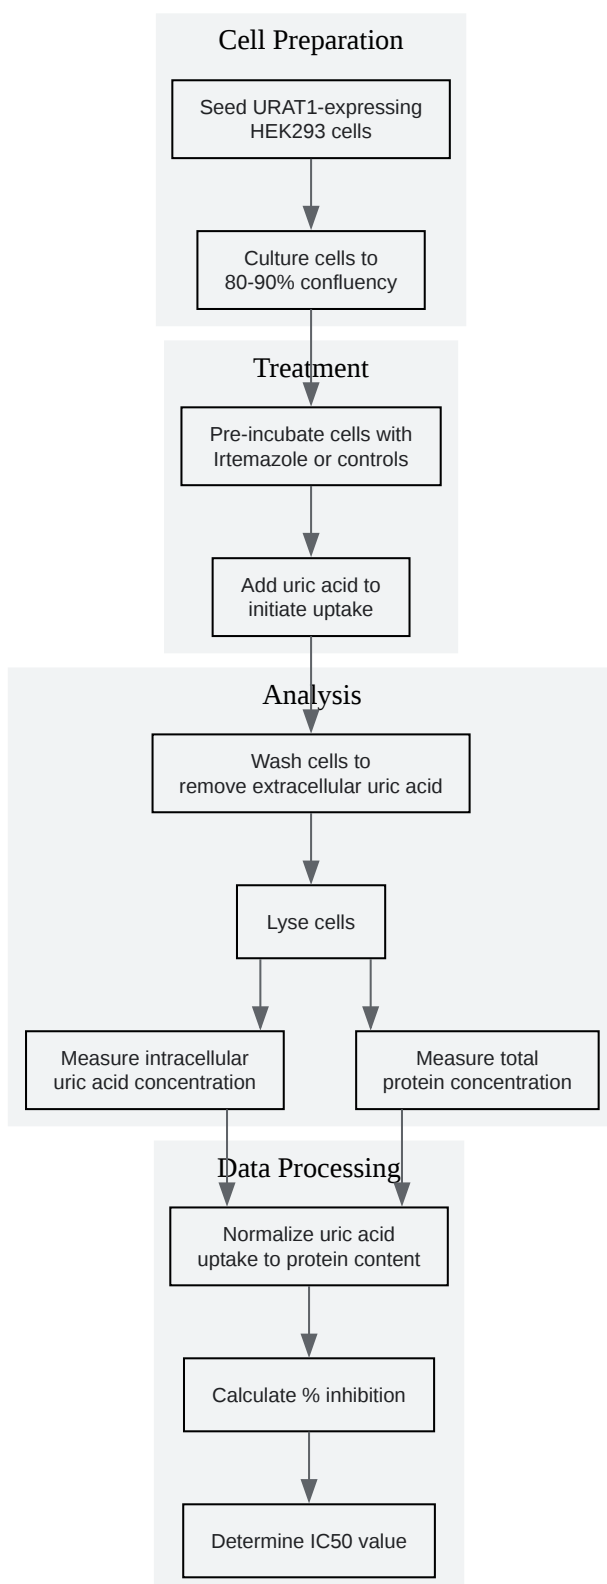 Cell Preparation
Seed URAT1-expressing
HEK293 cells
Culture cells to
80-90% confluency
Treatment
Pre-incubate cells with
Irtemazole or controls
Add uric acid to
initiate uptake
Analysis
Wash cells to
remove extracellular uric acid
Lyse cells
Measure intracellular
uric acid concentration
Measure total
protein concentration
Data Processing
Normalize uric acid
uptake to protein content
Calculate % inhibition
Determine IC50 value